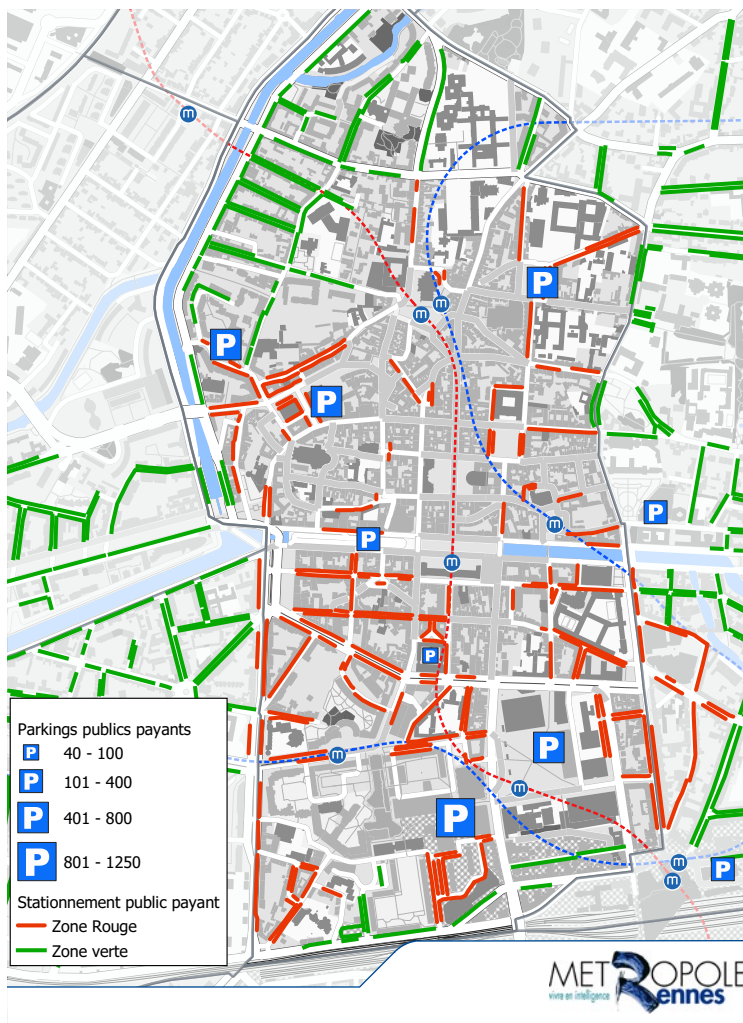 m
m
m
P
P
P
P
m
P
m
P
P
m
m
P
m
m
P
Parkings publics payants
P 40 - 100
P 101 - 400
P 401 - 800
P 801 - 1250
Stationnement public payant
Zone Rouge
Zone verte
METROPOLE
vivre en intelligence Rennes